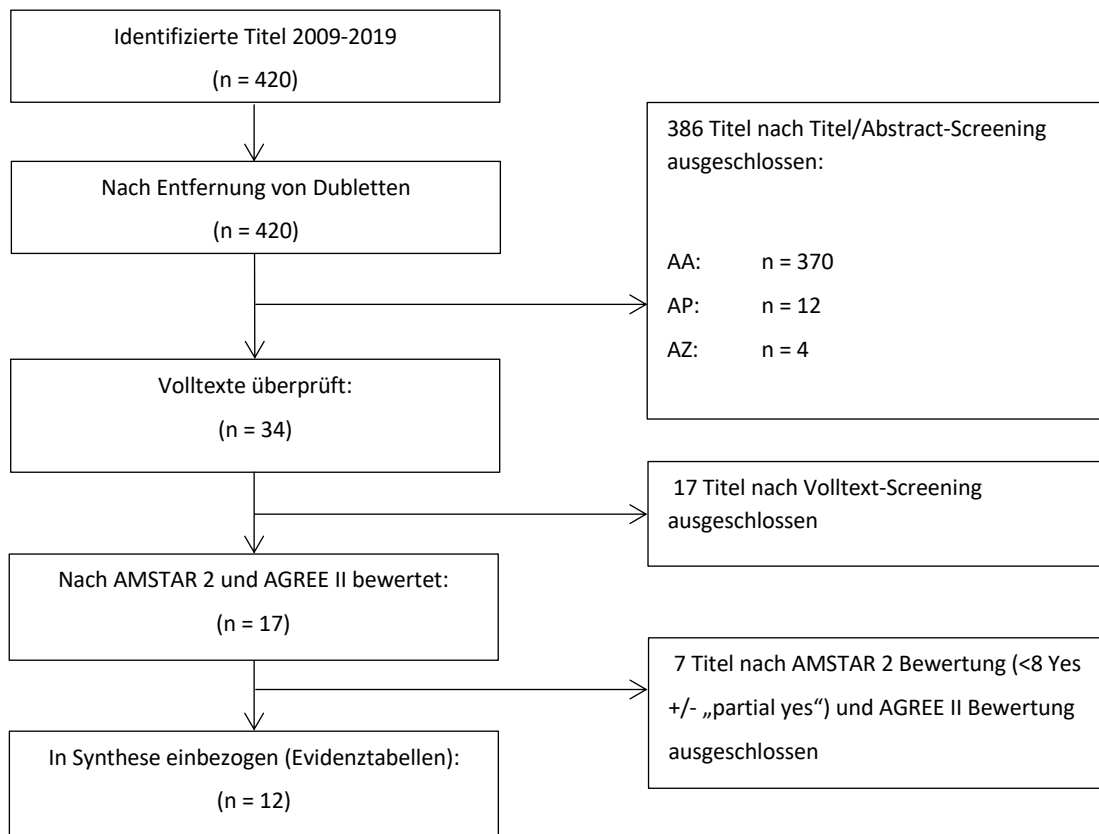 Identifizierte Titel 2009-2019
(n = 420)
Nach Entfernung von Dubletten
(n = 420)
386 Titel nach Titel/Abstract-Screening
ausgeschlossen:
AA: n = 370
AP: n = 12
AZ: n = 4
Volltexte überprüft:
(n = 34)
17 Titel nach Volltext-Screening
ausgeschlossen
Nach AMSTAR 2 und AGREE II bewertet:
(n = 17)
7 Titel nach AMSTAR 2 Bewertung (<8 Yes
+/- „partial yes“) und AGREE II Bewertung
ausgeschlossen
In Synthese einbezogen (Evidenztabellen):
(n = 12)